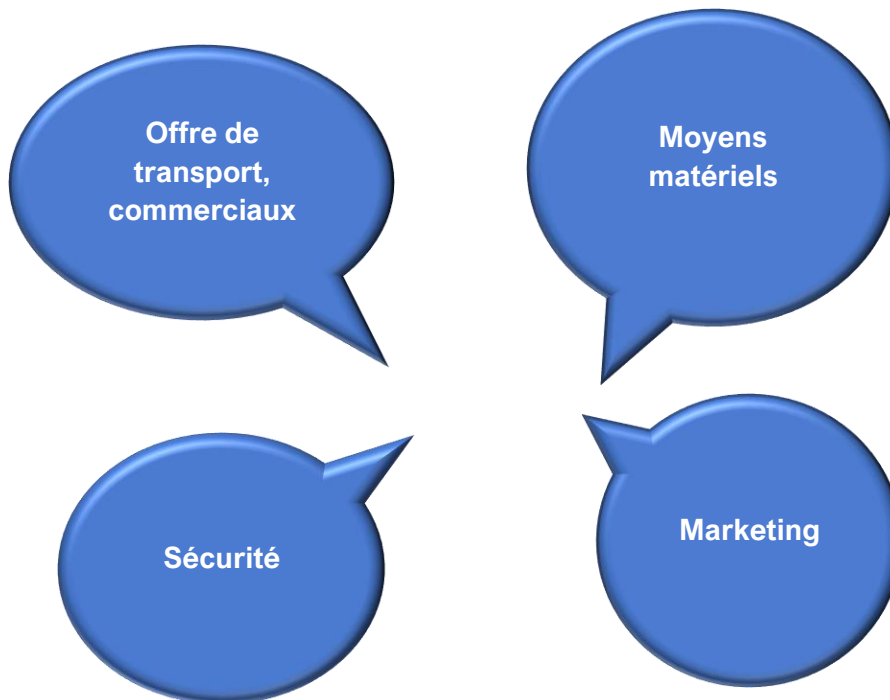 Offre de
transport,
commerciaux
Moyens
matériels
Sécurité
Marketing